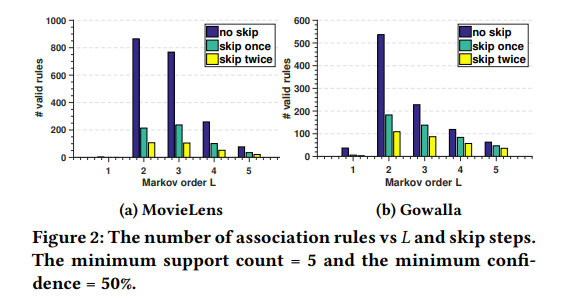 1000
800
600
400
200
0
# valid rules
no skip
skip once
skip twice
1 2 3 4 5
Markov order L
(a) MovieLens
600
500
400
300
200
100
0
# valid rules
no skip
skip once
skip twice
1 2 3 4 5
Markov order L
(b) Gowalla
Figure 2: The number of association rules vs L and skip steps.
The minimum support count = 5 and the minimum confi-
dence = 50%.